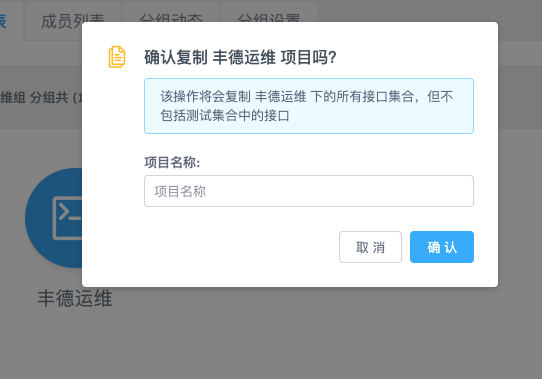 表
成员列表
分组动态
分组设置
确认复制 丰德运维 项目吗?
维组 分组共 (1
该操作将会复制 丰德运维 下的所有接口集合，但不
包括测试集合中的接口
项目名称:
项目名称
取 消
确 认
丰德运维